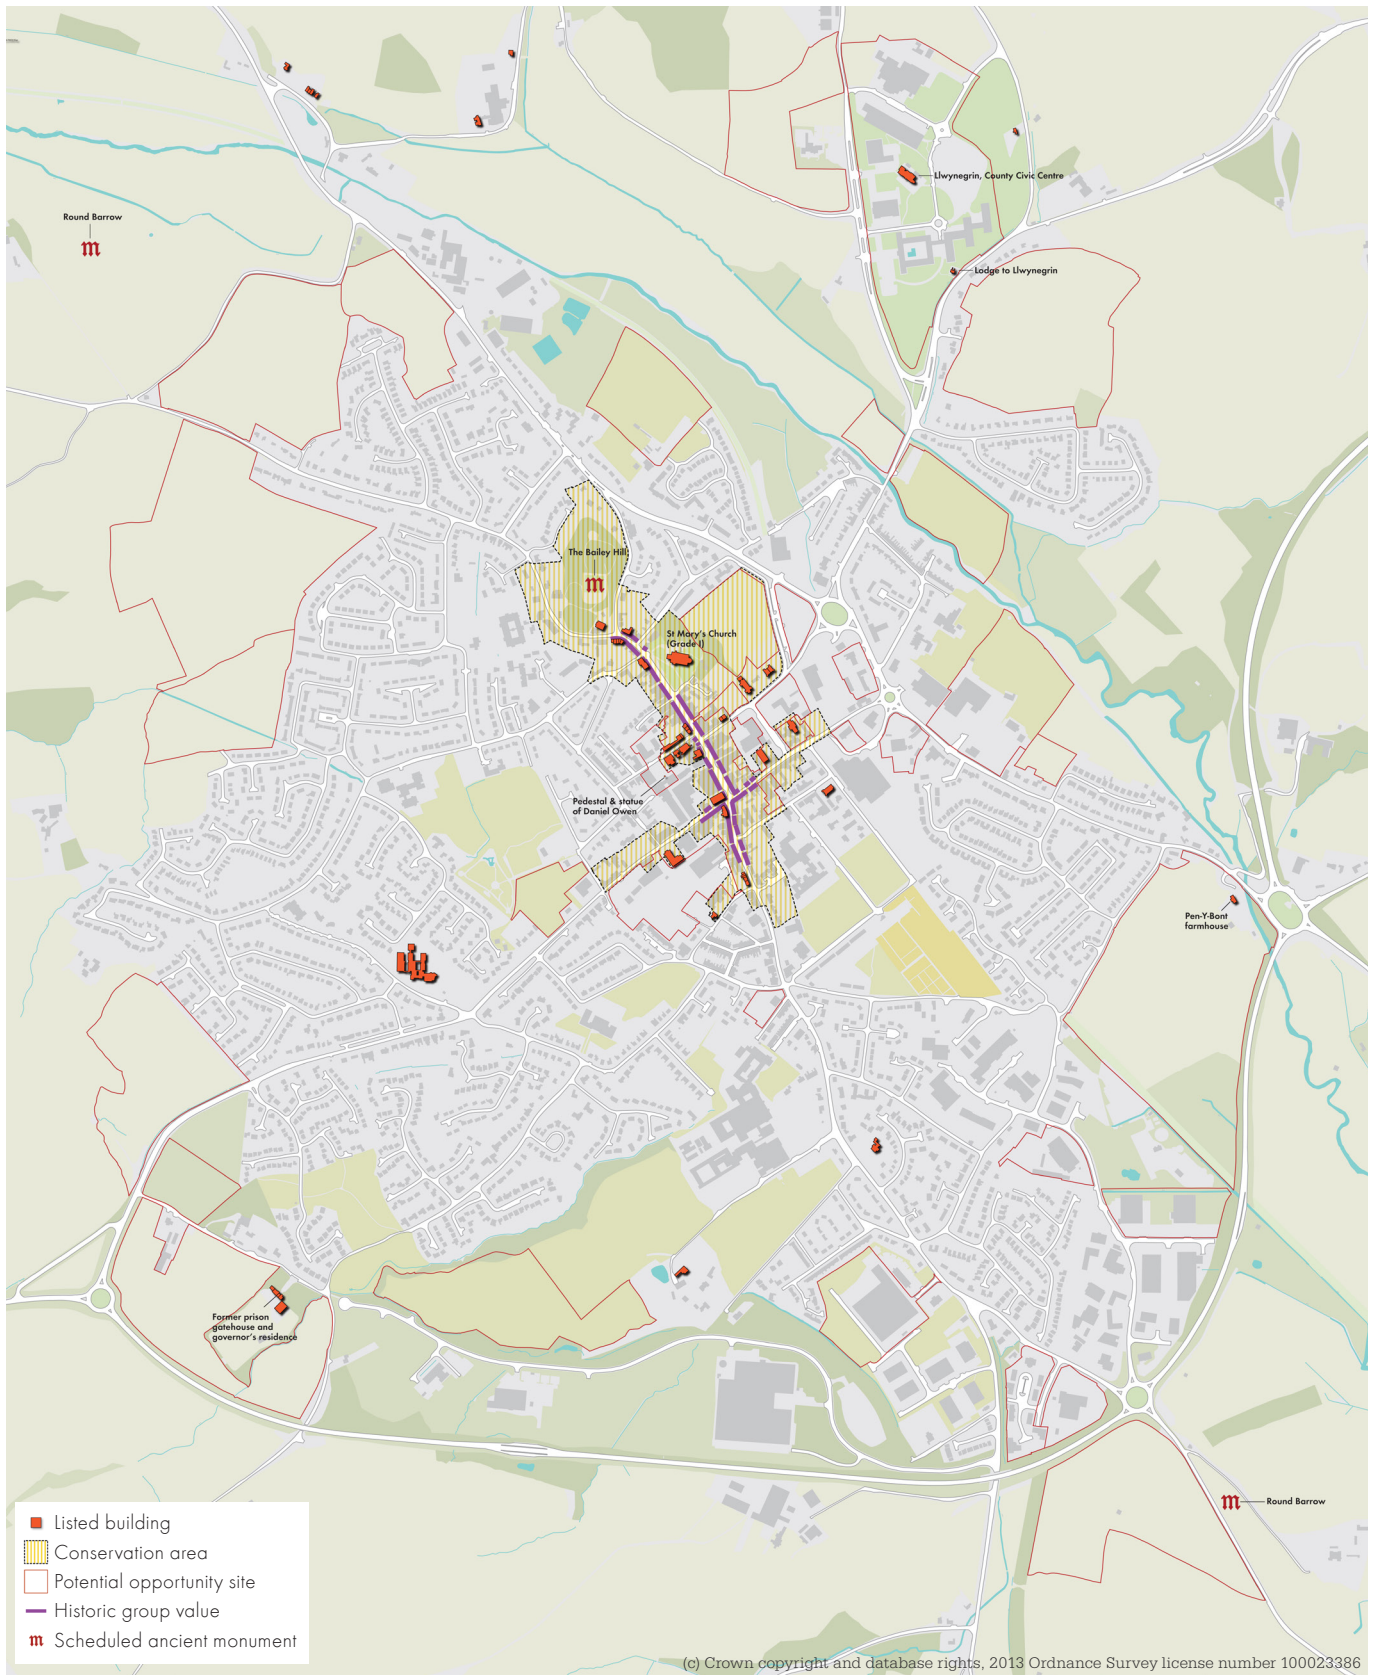 Llwynegrin, County Civic Centre
Round Barrow
m
Lodge to Llwynegrin
The Bailey Hill
m
St Mary's Church
(Grade I)
Pedestal & statue
of Daniel Owen
Pen-Y-Bont
farmhouse
Former prison
gatehouse and
governor's residence
m
Round Barrow
Listed building
Conservation area
Potential opportunity site
Historic group value
m Scheduled ancient monument
(c) Crown copyright and database rights, 2013 Ordnance Survey license number 100023386